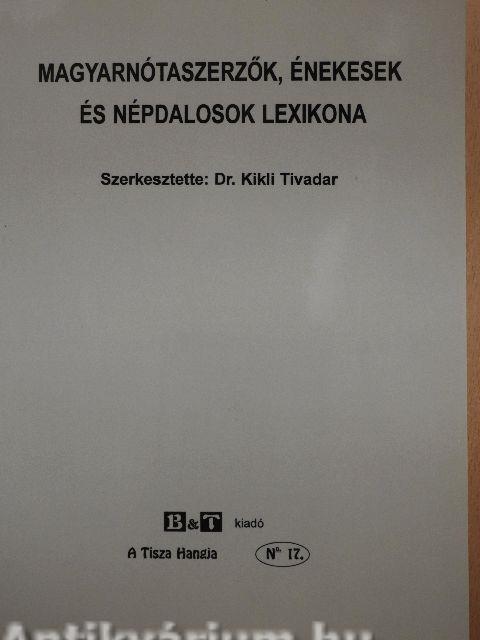 MAGYARNÓTASZERZŐK, ÉNEKESEK
ÉS NÉPDALOSOK LEXIKONA
Szerkesztette: Dr. Kikli Tivadar
B&T kiadó
A Tisza Hangja № 17.
Antikvárium.hu